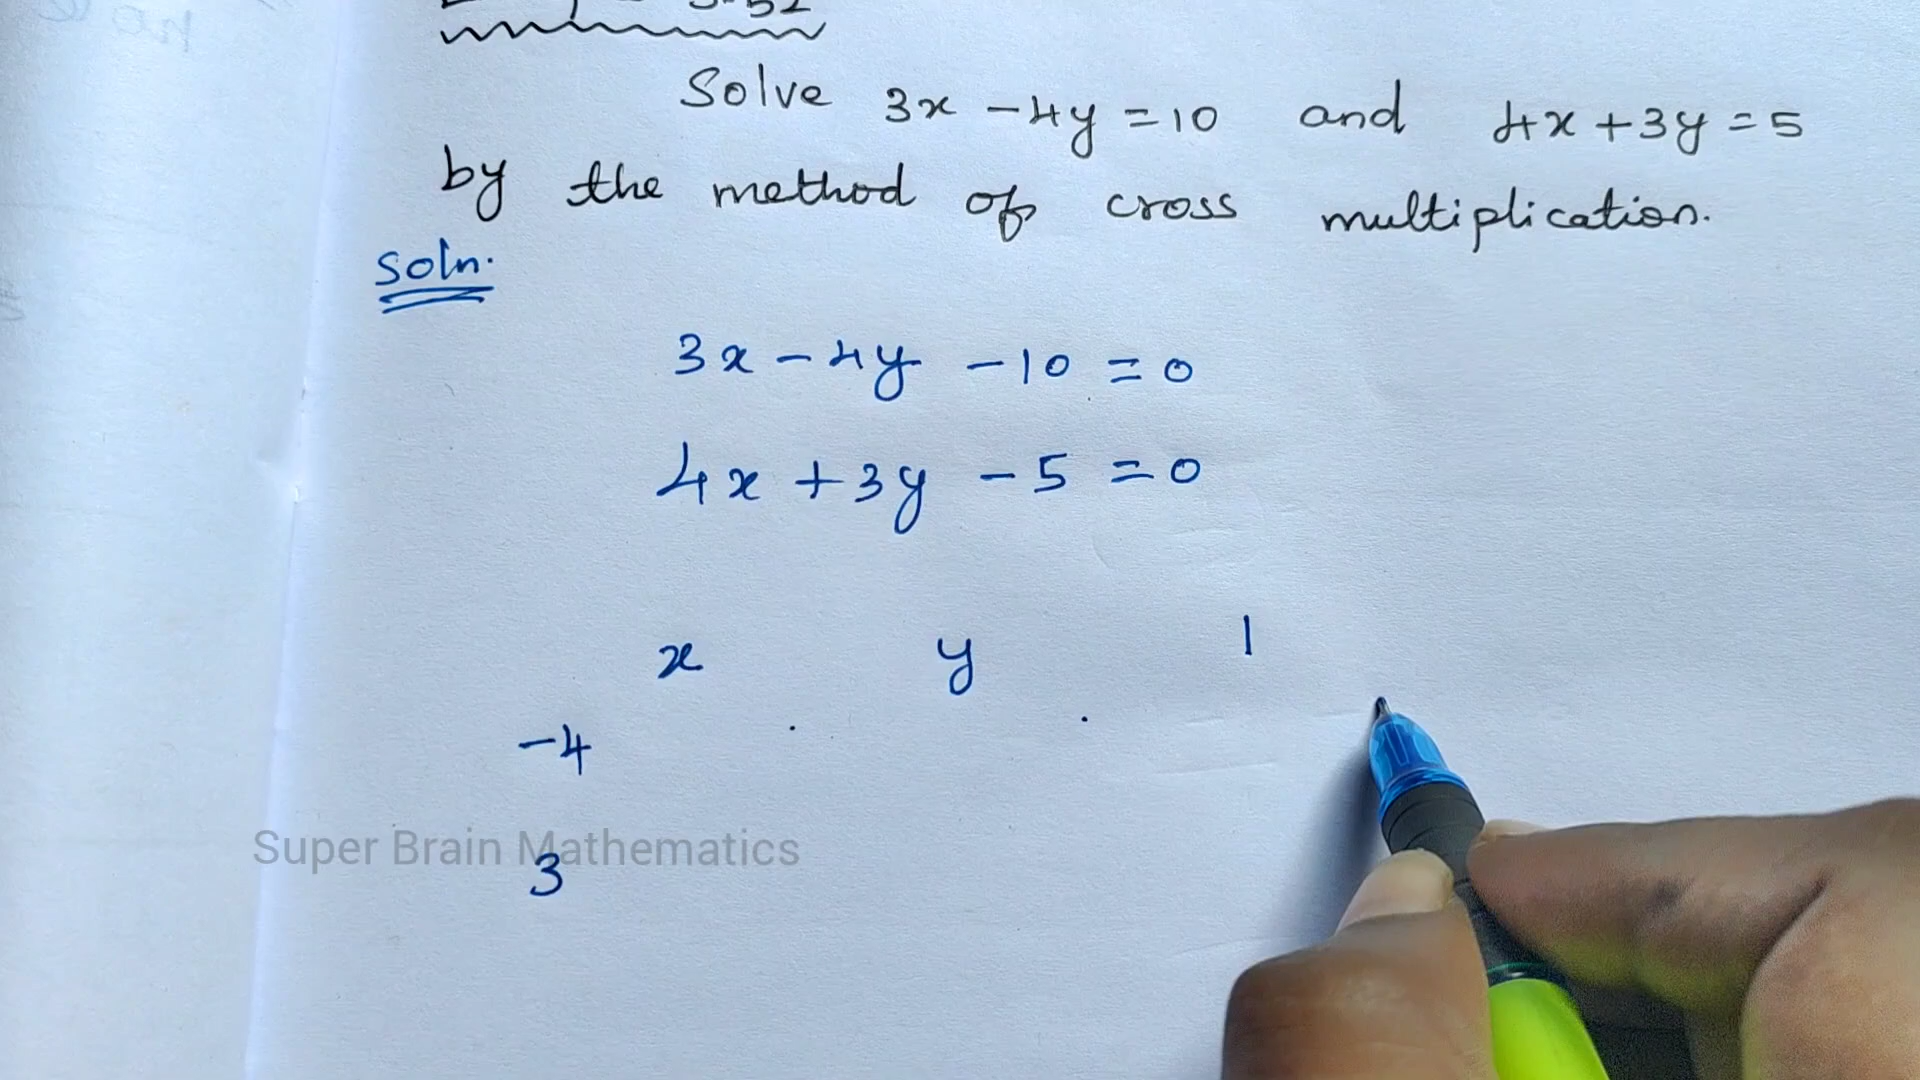 Solve 3x - 4y = 10 and 4x + 3y = 5
by the method of cross multiplication.
Soln.
3x - 4y - 10 = 0
4x + 3y - 5 = 0
x y 1
-4
Super Brain Mathematics
3